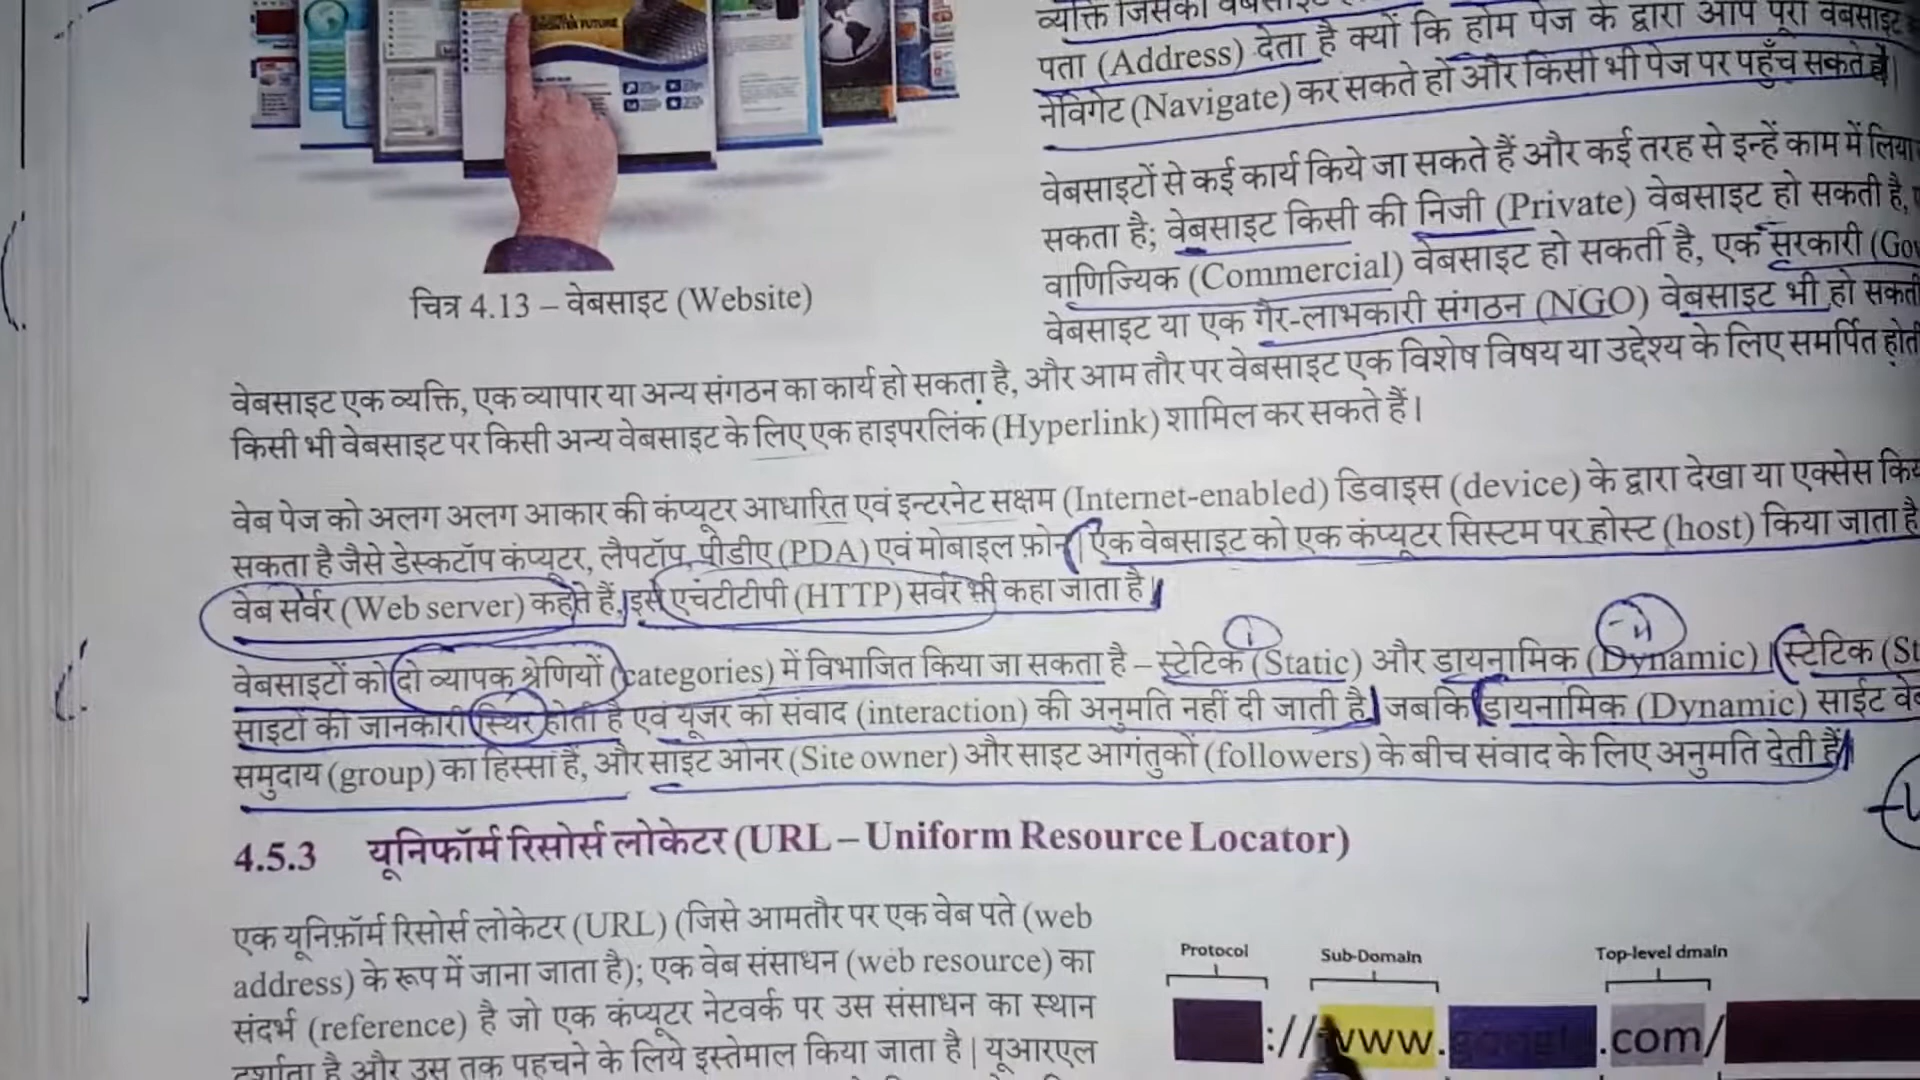 व्यक्ति जिसका वेबसाइट
पता (Address) देता है क्यों कि होम पेज के द्वारा आप पूरी वेबसाइट
नेविगेट (Navigate) कर सकते हो और किसी भी पेज पर पहुँच सकते है|
वेबसाइटों से कई कार्य किये जा सकते हैं और कई तरह से इन्हें काम में लिया
सकता है; वेबसाइट किसी की निजी (Private) वेबसाइट हो सकती है,
वाणिज्यिक (Commercial) वेबसाइट हो सकती है, एक सरकारी (Gov
वेबसाइट या एक गैर-लाभकारी संगठन (NGO) वेबसाइट भी हो सकती
चित्र 4.13 – वेबसाइट (Website)
वेबसाइट एक व्यक्ति, एक व्यापार या अन्य संगठन का कार्य हो सकता है, और आम तौर पर वेबसाइट एक विशेष विषय या उद्देश्य के लिए समर्पित होती
किसी भी वेबसाइट पर किसी अन्य वेबसाइट के लिए एक हाइपरलिंक (Hyperlink) शामिल कर सकते हैं।
वेब पेज को अलग अलग आकार की कंप्यूटर आधारित एवं इन्टरनेट सक्षम (Internet-enabled) डिवाइस (device) के द्वारा देखा या एक्सेस किय
सकता है जैसे डेस्कटॉप कंप्यूटर, लैपटॉप, पीडीए (PDA) एवं मोबाइल फ़ोन| एक वेबसाइट को एक कंप्यूटर सिस्टम पर होस्ट (host) किया जाता है
वेब सर्वर (Web server) कहते हैं, इसे एचटीटीपी (HTTP) सर्वर भी कहा जाता है|
वेबसाइटों को दो व्यापक श्रेणियों (categories) में विभाजित किया जा सकता है – स्टेटिक (Static) और डायनामिक (Dynamic) | स्टेटिक (St
साइटों की जानकारी स्थिर होती है एवं यूजर को संवाद (interaction) की अनुमति नहीं दी जाती है| जबकि डायनामिक (Dynamic) साईट वेब
समुदाय (group) का हिस्सा हैं, और साइट ओनर (Site owner) और साइट आगंतुकों (followers) के बीच संवाद के लिए अनुमति देती हैं|
4.5.3 यूनिफॉर्म रिसोर्स लोकेटर (URL – Uniform Resource Locator)
एक यूनिफ़ॉर्म रिसोर्स लोकेटर (URL) (जिसे आमतौर पर एक वेब पते (web
address) के रूप में जाना जाता है); एक वेब संसाधन (web resource) का
संदर्भ (reference) है जो एक कंप्यूटर नेटवर्क पर उस संसाधन का स्थान
दर्शाता है और उस तक पहुचने के लिये इस्तेमाल किया जाता है | यूआरएल
Protocol Sub-Domain Top-level dmain
://www.google.com/